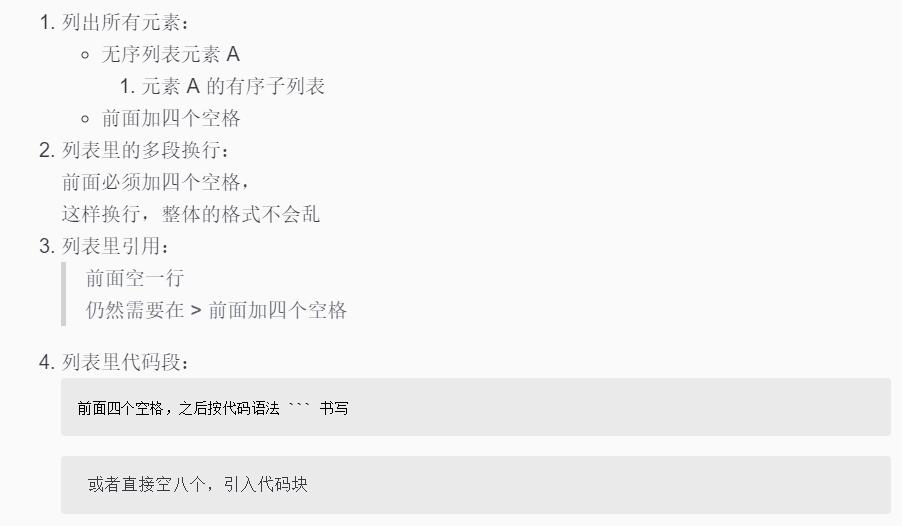 1. 列出所有元素：
无序列表元素 A
1. 元素 A 的有序子列表
前面加四个空格
2. 列表里的多段换行：
前面必须加四个空格，
这样换行，整体的格式不会乱
3. 列表里引用：
前面空一行
仍然需要在 > 前面加四个空格
4. 列表里代码段：
前面四个空格，之后按代码语法 ``` 书写
或者直接空八个，引入代码块